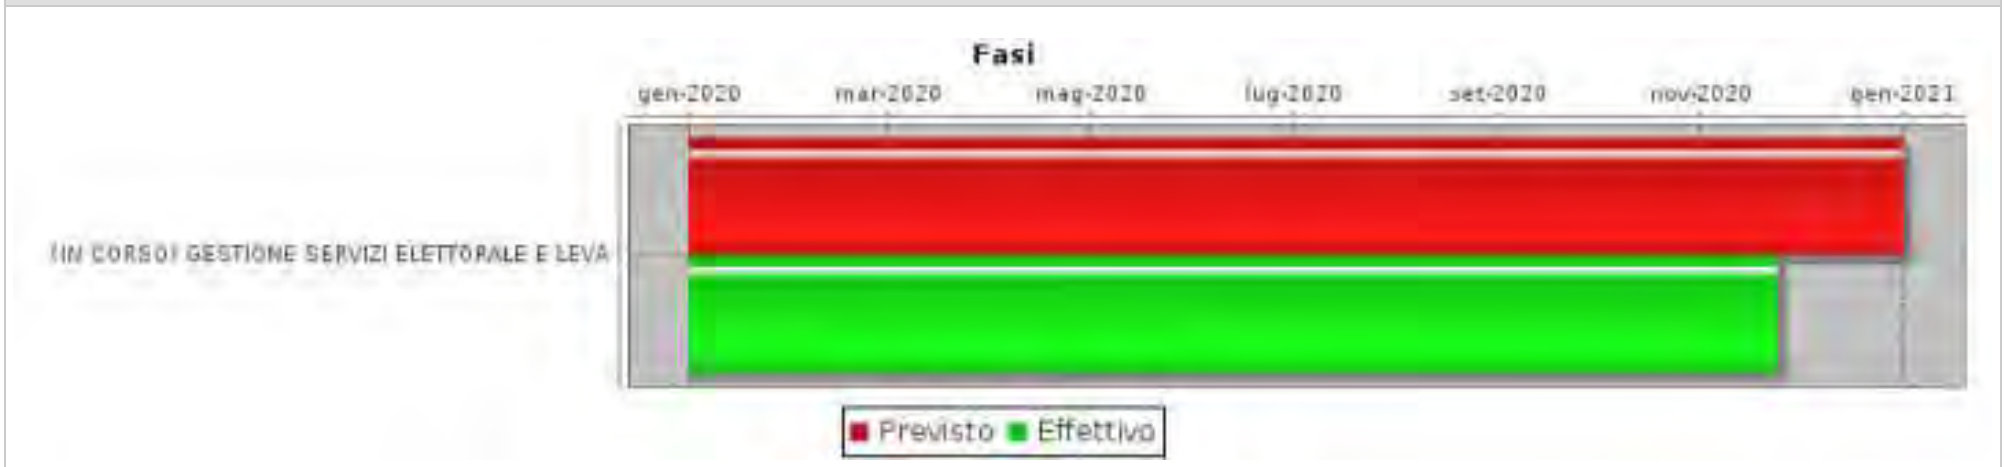 Fasi
gen-2020 mar-2020 mag-2020 lug-2020 set-2020 nov-2020 gen-2021
(IN CORSO) GESTIONE SERVIZI ELETTORALE E LEVA
Previsto Effettivo